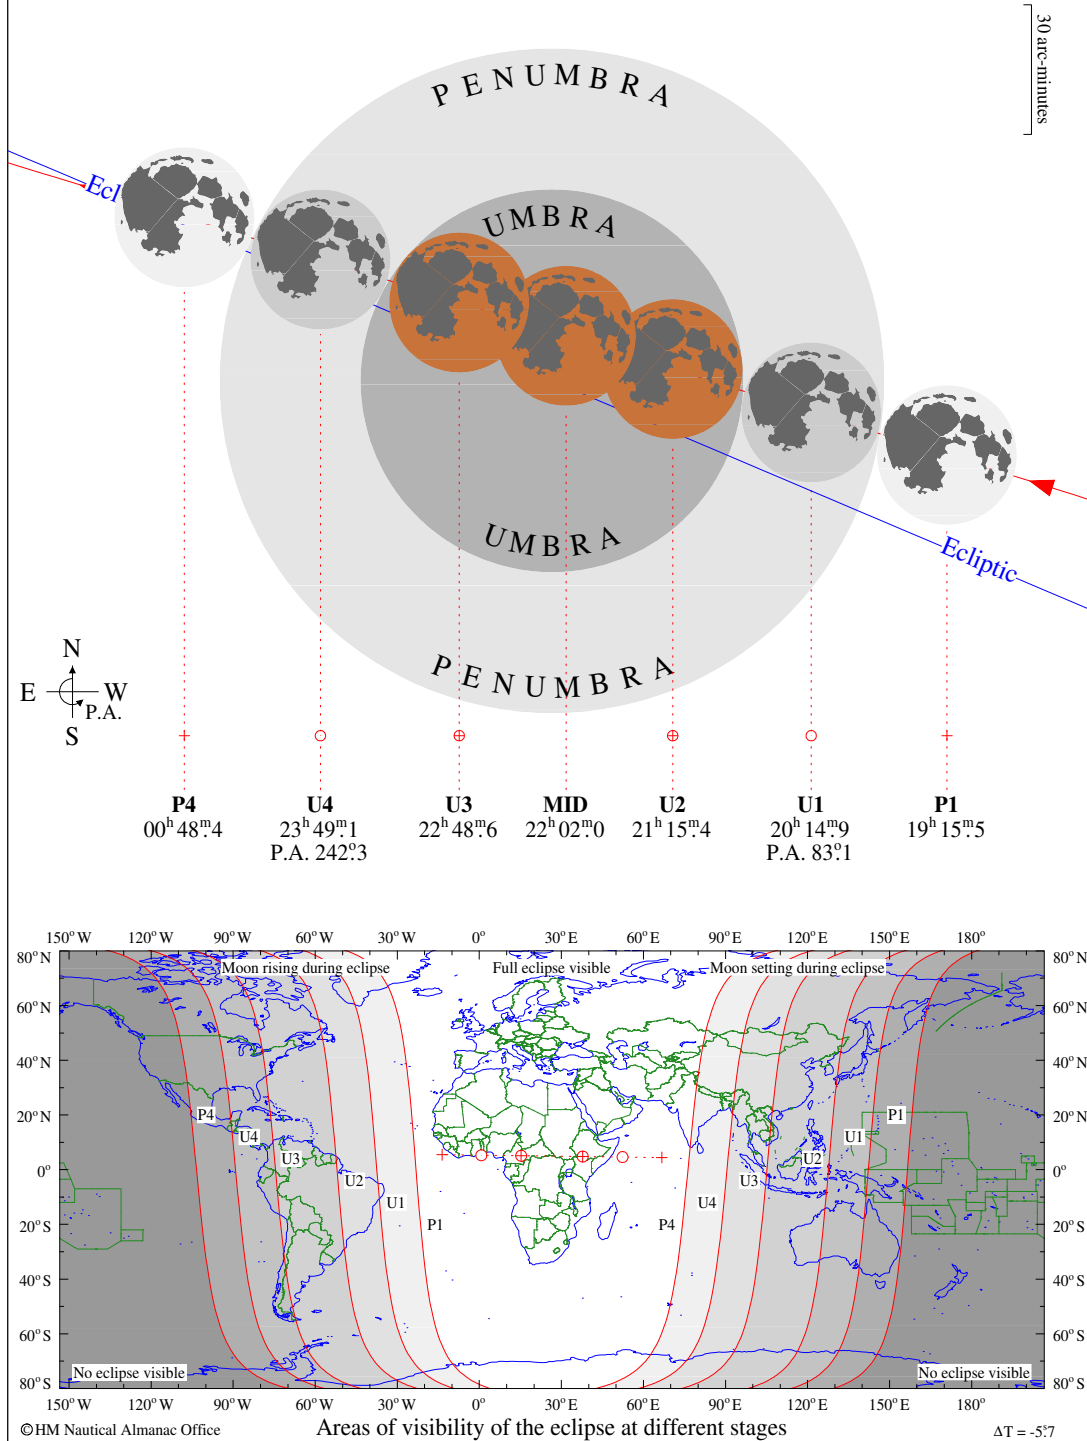 30 arc-minutes
PENUMBRA
Ecl
UMBRA
UMBRA
Ecliptic
PENUMBRA
N
E W
P.A.
S
P4 U4 U3 MID U2 U1 P1
00ʰ 48ᵐ.4 23ʰ 49ᵐ.1 22ʰ 48ᵐ.6 22ʰ 02ᵐ.0 21ʰ 15ᵐ.4 20ʰ 14ᵐ.9 19ʰ 15ᵐ.5
P.A. 242°.3 P.A. 83°.1
150° W 120° W 90° W 60° W 30° W 0° 30° E 60° E 90° E 120° E 150° E 180°
80° N Moon rising during eclipse Full eclipse visible Moon setting during eclipse 80° N
60° N 60° N
40° N 40° N
20° N P4 P1 20° N
U4 U1
U3 U2
0° 0°
U2 U3
U1 U4
20° S P1 P4 20° S
40° S 40° S
60° S 60° S
No eclipse visible No eclipse visible
80° S 80° S
150° W 120° W 90° W 60° W 30° W 0° 30° E 60° E 90° E 120° E 150° E 180°
©HM Nautical Almanac Office Areas of visibility of the eclipse at different stages ΔT = -5ˢ.7